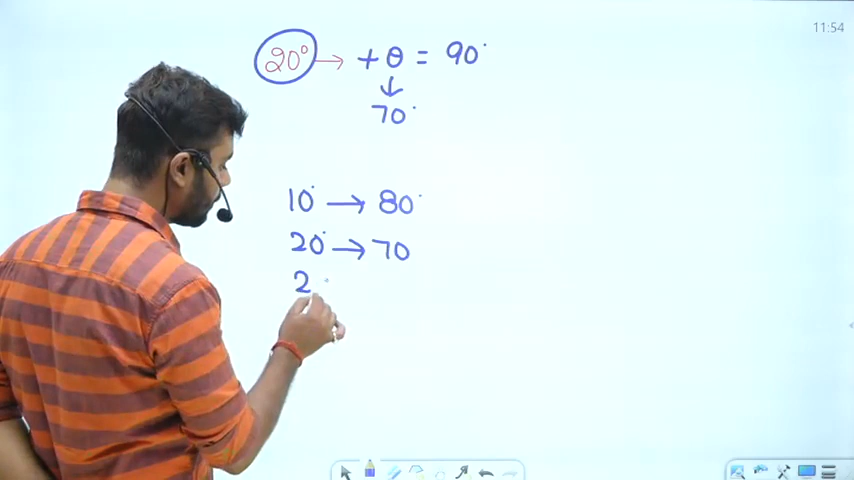 11:54
20° → + θ = 90°
↓
70°
10° → 80°
20° → 70
2